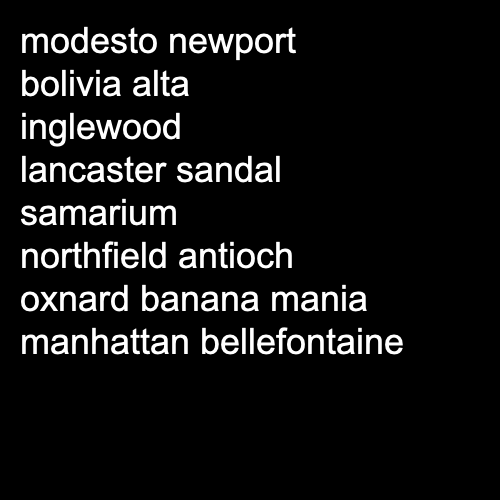 modesto newport
bolivia alta
inglewood
lancaster sandal
samarium
northfield antioch
oxnard banana mania
manhattan bellefontaine